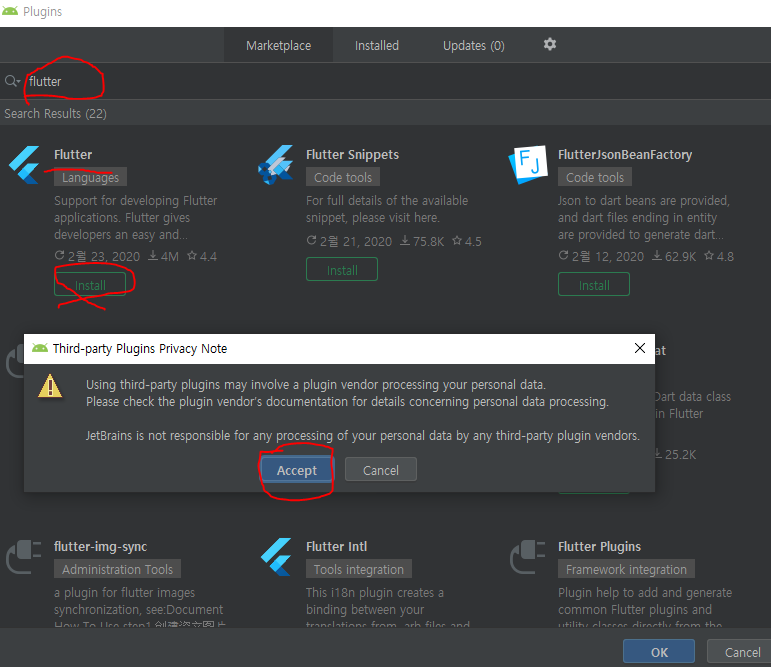 Plugins
Marketplace Installed Updates (0)
flutter
Search Results (22)
Flutter
Languages
Support for developing Flutter
applications. Flutter gives
developers an easy and...
2월 23, 2020 4M 4.4
Install
Flutter Snippets
Code tools
For full details of the available
snippet, please visit here.
2월 21, 2020 75.8K 4.5
Install
FlutterJsonBeanFactory
Code tools
Json to dart beans are provided,
and dart files ending in entity
are provided to generate dart...
2월 12, 2020 62.9K 4.8
Install
at
Dart data class
in Flutter
25.2K
Third-party Plugins Privacy Note
Using third-party plugins may involve a plugin vendor processing your personal data.
Please check the plugin vendor's documentation for details concerning personal data processing.
JetBrains is not responsible for any processing of your personal data by any third-party plugin vendors.
Accept Cancel
flutter-img-sync
Administration Tools
a plugin for flutter images
synchronization, see:Document
How To Use step1 创建资文图片
Flutter Intl
Tools integration
This i18n plugin creates a
binding between your
translations from .arb files and
Flutter Plugins
Framework integration
Plugin help to add and generate
common Flutter plugins and
utility classes directly from the
OK Cancel